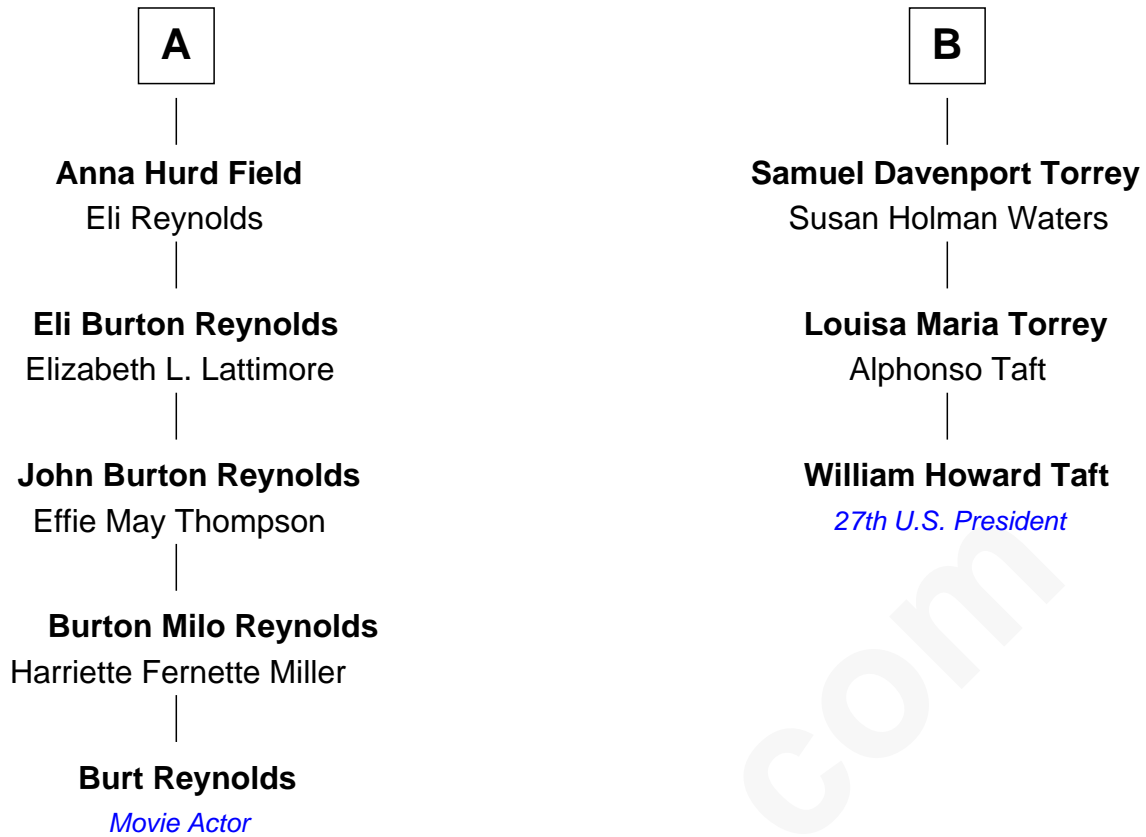 A
Anna Hurd Field
Eli Reynolds
Eli Burton Reynolds
Elizabeth L. Lattimore
John Burton Reynolds
Effie May Thompson
Burton Milo Reynolds
Harriette Fernette Miller
Burt Reynolds
Movie Actor
B
Samuel Davenport Torrey
Susan Holman Waters
Louisa Maria Torrey
Alphonso Taft
William Howard Taft
27th U.S. President
com